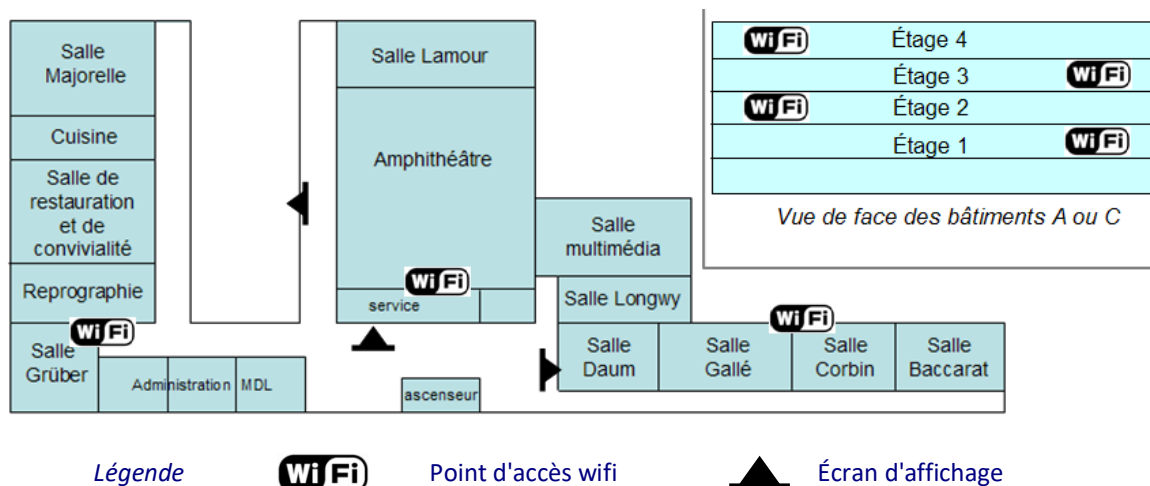 Salle
Majorelle
Cuisine
Salle de
restauration
et de
convivialité
Reprographie
WiFi
Salle
Grüber
Administration
MDL
Salle Lamour
Amphithéâtre
WiFi
service
ascenseur
Salle
multimédia
Salle Longwy
WiFi
Salle
Daum
Salle
Gallé
Salle
Corbin
Salle
Baccarat
WiFi Étage 4
Étage 3 WiFi
WiFi Étage 2
Étage 1 WiFi
Vue de face des bâtiments A ou C
Légende
WiFi
Point d'accès wifi
Écran d'affichage